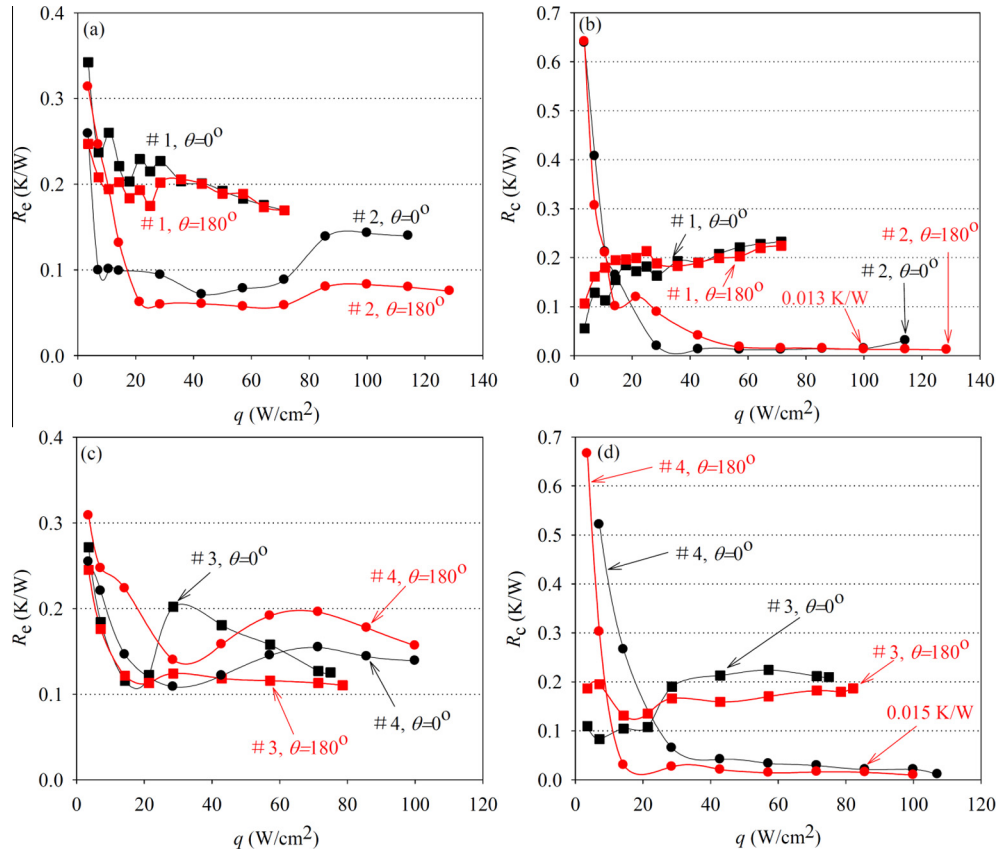 (a)
0.4
0.3
0.2
0.1
0.0
R_c (K/W)
#1, θ=0°
#1, θ=180°
#2, θ=0°
#2, θ=180°
0 20 40 60 80 100 120 140
q (W/cm²)
(b)
0.7
0.6
0.5
0.4
0.3
0.2
0.1
0.0
R_c (K/W)
#1, θ=0°
#2, θ=180°
#2, θ=0°
#1, θ=180°
0.013 K/W
0 20 40 60 80 100 120 140
q (W/cm²)
(c)
0.4
0.3
0.2
0.1
0.0
R_c (K/W)
#3, θ=0°
#4, θ=180°
#4, θ=0°
#3, θ=180°
0 20 40 60 80 100 120
q (W/cm²)
(d)
0.7
0.6
0.5
0.4
0.3
0.2
0.1
0.0
R_c (K/W)
#4, θ=180°
#4, θ=0°
#3, θ=0°
#3, θ=180°
0.015 K/W
0 20 40 60 80 100 120
q (W/cm²)